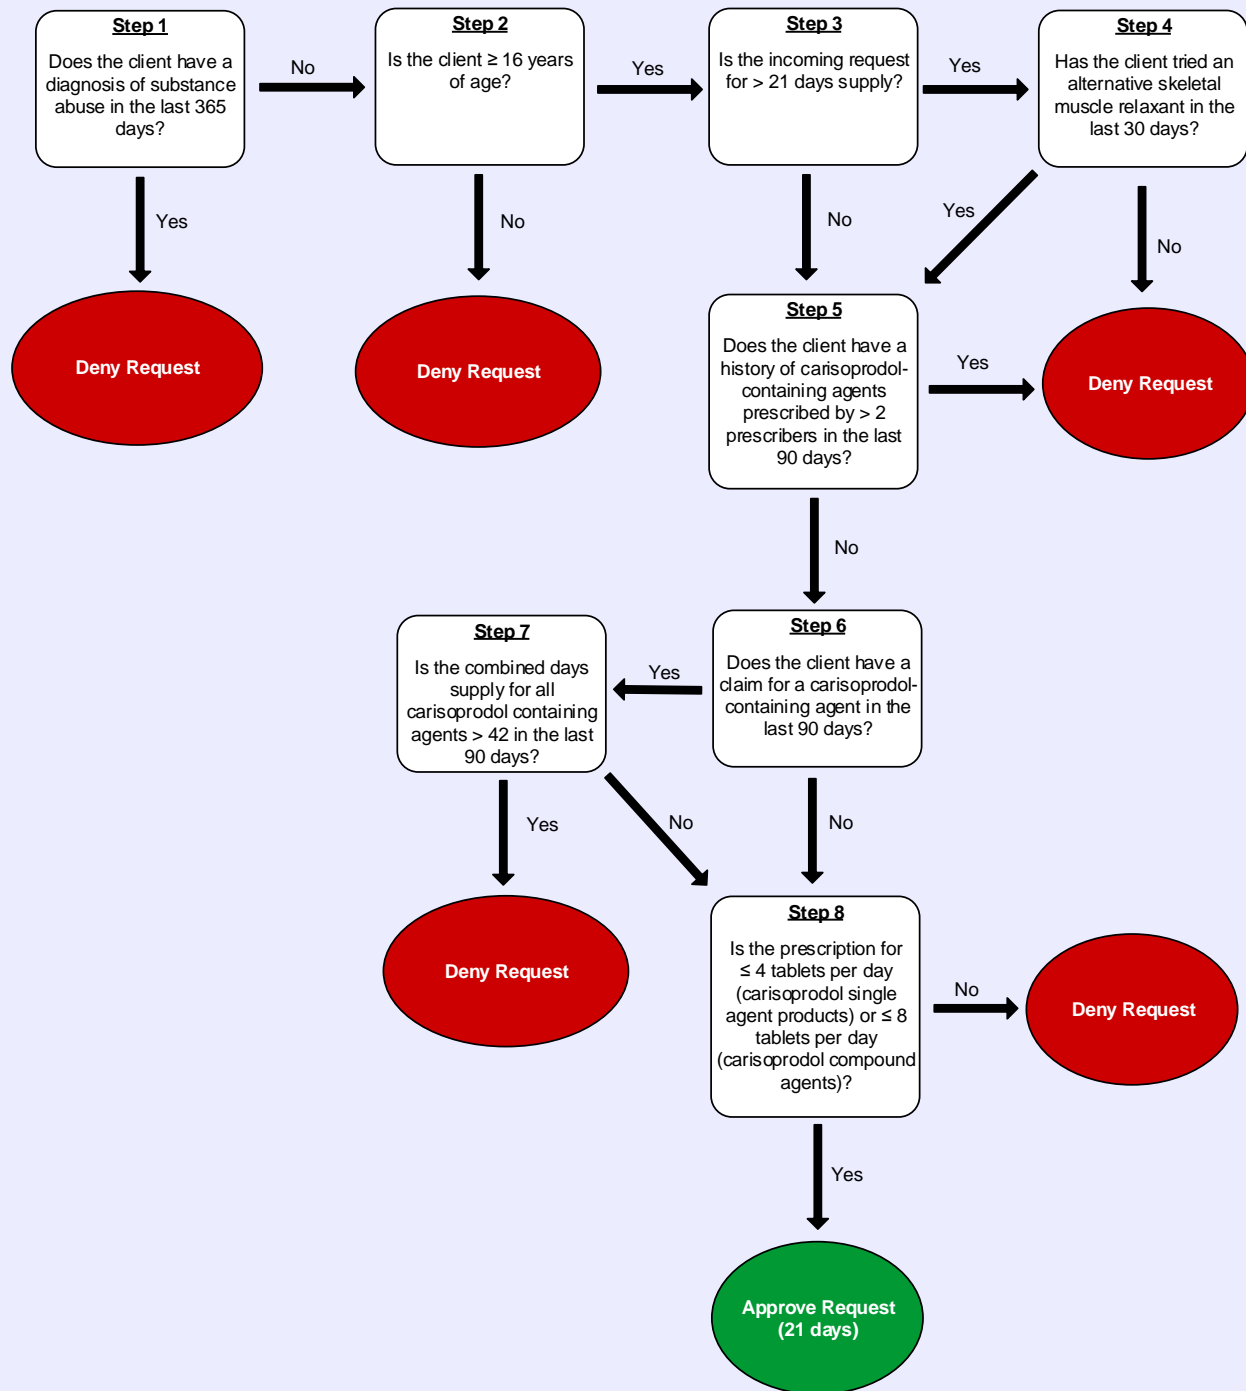 Step 1
Does the client have a
diagnosis of substance
abuse in the last 365
days?
No
Step 2
Is the client ≥ 16 years
of age?
Yes
Step 3
Is the incoming request
for > 21 days supply?
Yes
Step 4
Has the client tried an
alternative skeletal
muscle relaxant in the
last 30 days?
Yes
No
No
Yes
No
Deny Request
Deny Request
Step 5
Does the client have a
history of carisoprodol-
containing agents
prescribed by > 2
prescribers in the last
90 days?
Yes
Deny Request
No
Step 6
Does the client have a
claim for a carisoprodol-
containing agent in the
last 90 days?
Yes
Step 7
Is the combined days
supply for all
carisoprodol containing
agents > 42 in the last
90 days?
Yes
No
No
Deny Request
Step 8
Is the prescription for
≤ 4 tablets per day
(carisoprodol single
agent products) or ≤ 8
tablets per day
(carisoprodol compound
agents)?
No
Deny Request
Yes
Approve Request
(21 days)